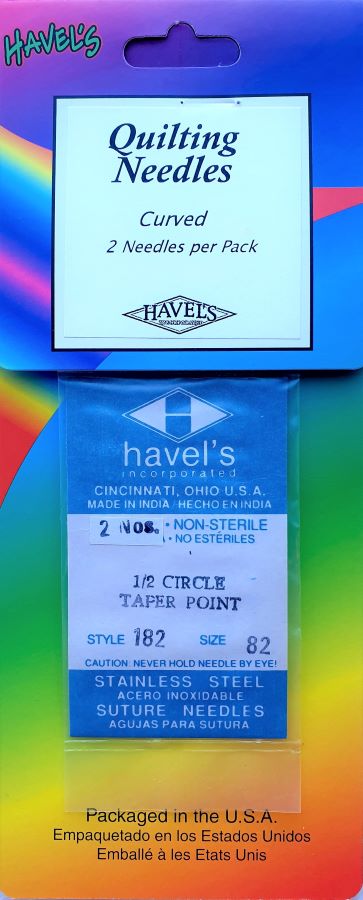 HAVEL'S
Quilting
Needles
Curved
2 Needles per Pack
HAVEL'S
havel's
incorporated
CINCINNATI, OHIO U.S.A.
MADE IN INDIA / HECHO EN INDIA
2 Nos. • NON-STERILE
• NO ESTÉRILES
1/2 CIRCLE
TAPER POINT
STYLE 182 SIZE 82
CAUTION: NEVER HOLD NEEDLE BY EYE!
STAINLESS STEEL
ACERO INOXIDABLE
SUTURE NEEDLES
AGUJAS PARA SUTURA
Packaged in the U.S.A.
Empaquetado en los Estados Unidos
Emballé à les Etats Unis